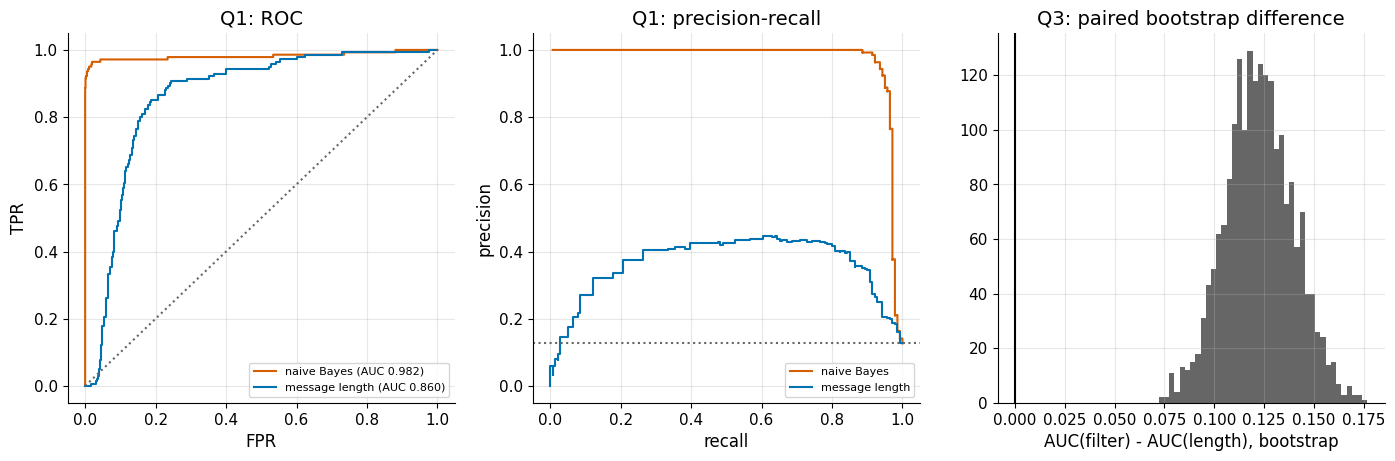 Q1: ROC
1.0
0.8
0.6
0.4
0.2
0.0
TPR
0.0 0.2 0.4 0.6 0.8 1.0
FPR
naive Bayes (AUC 0.982)
message length (AUC 0.860)
Q1: precision-recall
1.0
0.8
0.6
0.4
0.2
0.0
precision
0.0 0.2 0.4 0.6 0.8 1.0
recall
naive Bayes
message length
Q3: paired bootstrap difference
120
100
80
60
40
20
0
0.000 0.025 0.050 0.075 0.100 0.125 0.150 0.175
AUC(filter) - AUC(length), bootstrap